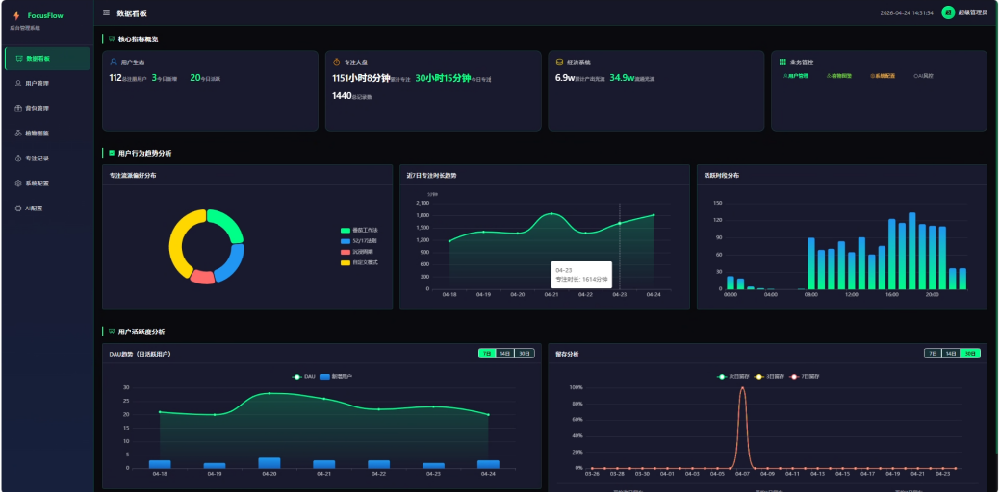 FocusFlow
后台管理系统
数据看板
用户管理
背包管理
植物图鉴
专注记录
系统配置
AI配置
数据看板
2026-04-24 14:31:54 超 超级管理员
核心指标概览
用户生态
112总注册用户 3今日新增 20今日活跃
专注大盘
1151小时8分钟累计专注 30小时15分钟今日专注
1440总记录数
经济系统
6.9w累计产出 34.9w
业务管控
用户管理 植物图鉴 系统配置 AI风控
用户行为趋势分析
专注流派偏好分布
番茄工作法
52/17法则
沉浸周期
自定义模式
近7日专注时长趋势
分钟
2,100
1,800
1,500
1,200
900
600
300
0
04-18 04-19 04-20 04-21 04-22 04-23 04-24
04-23
专注时长: 1614分钟
活跃时段分布
150
120
90
60
30
0
00:00 04:00 08:00 12:00 16:00 20:00
用户活跃度分析
DAU趋势（日活跃用户）
7日 14日 30日
DAU 新增用户
30
25
20
15
10
5
0
04-18 04-19 04-20 04-21 04-22 04-23 04-24
留存分析
7日 14日 30日
次日留存 3日留存 7日留存
100%
80%
60%
40%
20%
0%
03-26 03-28 03-30 04-01 04-03 04-05 04-07 04-09 04-11 04-13 04-15 04-17 04-19 04-21 04-23